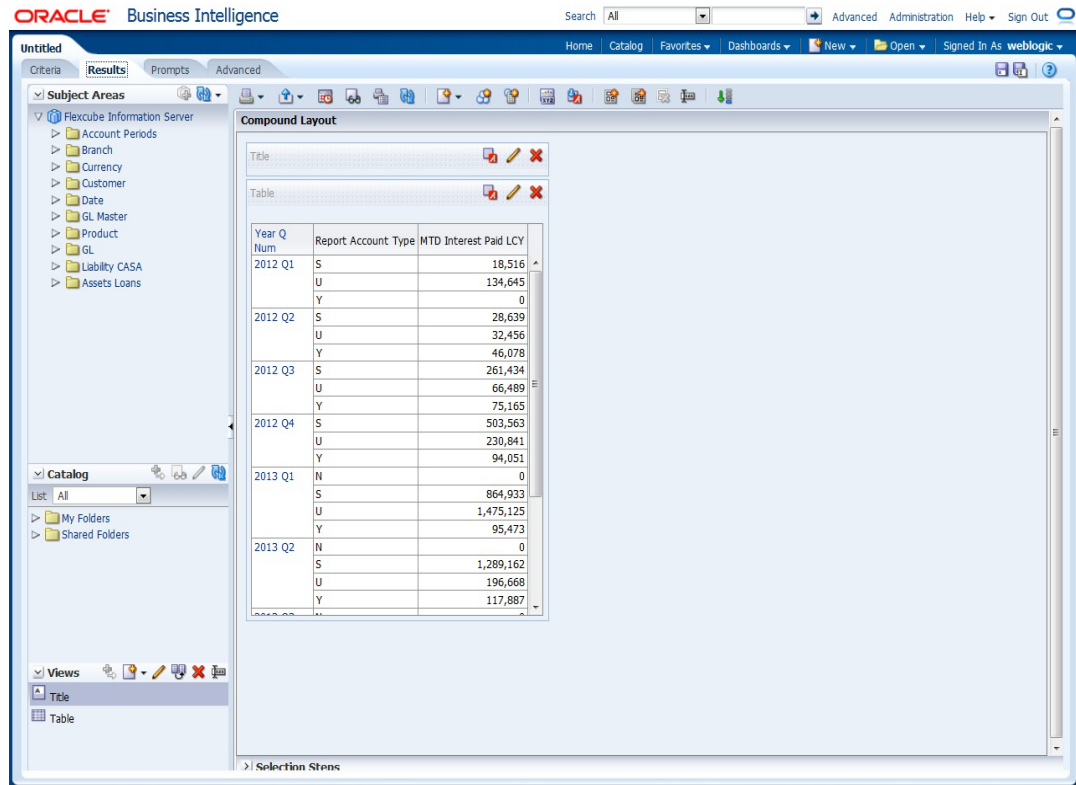 ORACLE Business Intelligence
Search All Advanced Administration Help Sign Out
Untitled
Home Catalog Favorites Dashboards New Open Signed In As weblogic
Criteria Results Prompts Advanced
Subject Areas
Flexcube Information Server
Account Periods
Branch
Currency
Customer
Date
GL Master
Product
GL
Liability CASA
Assets Loans
Catalog
List All
My Folders
Shared Folders
Views
Title
Table
Compound Layout
Title
Table
Year Q Num Report Account Type MTD Interest Paid LCY
2012 Q1 S 18,516
U 134,645
Y 0
2012 Q2 S 28,639
U 32,456
Y 46,078
2012 Q3 S 261,434
U 66,489
Y 75,165
2012 Q4 S 503,563
U 230,841
Y 94,051
2013 Q1 N 0
S 864,933
U 1,475,125
Y 95,473
2013 Q2 N 0
S 1,289,162
U 196,668
Y 117,887
Selection Steps